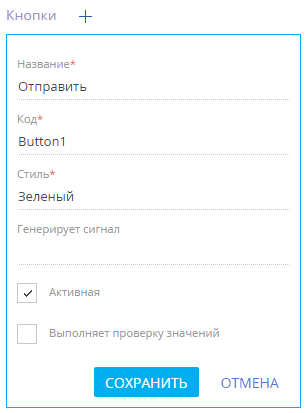 Кнопки +
Название*
Отправить
Код*
Button1
Стиль*
Зеленый
Генерирует сигнал
Активная
Выполняет проверку значений
СОХРАНИТЬ ОТМЕНА